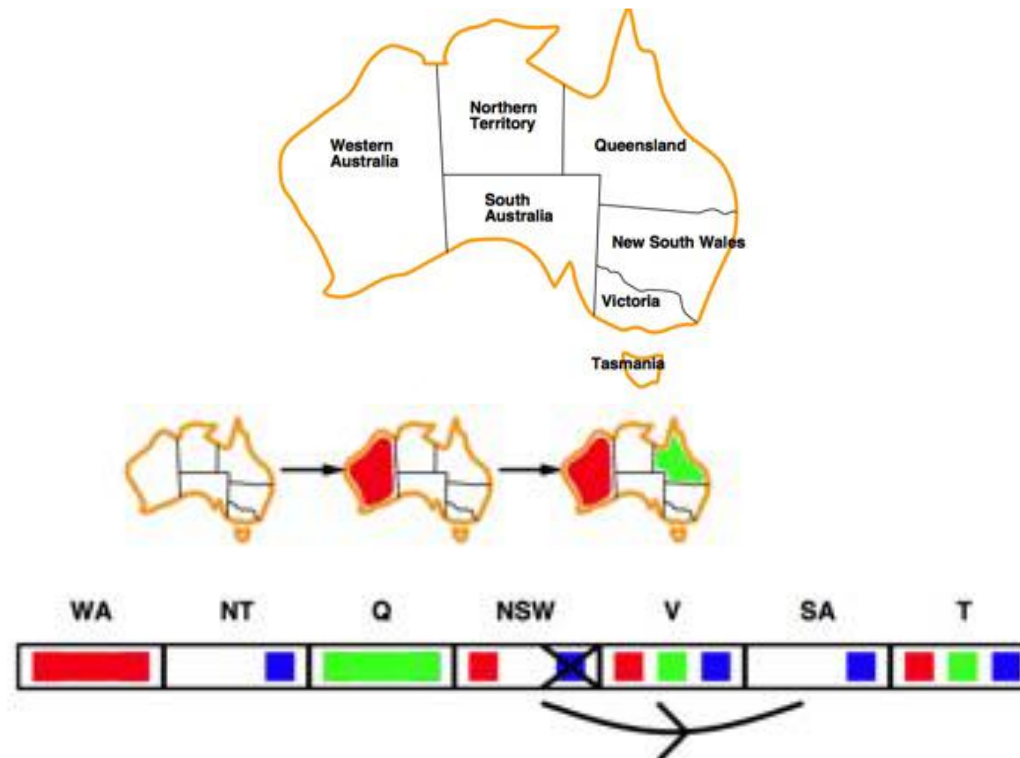 Northern
Territory
Western
Australia
Queensland
South
Australia
New South Wales
Victoria
Tasmania
WA NT Q NSW V SA T